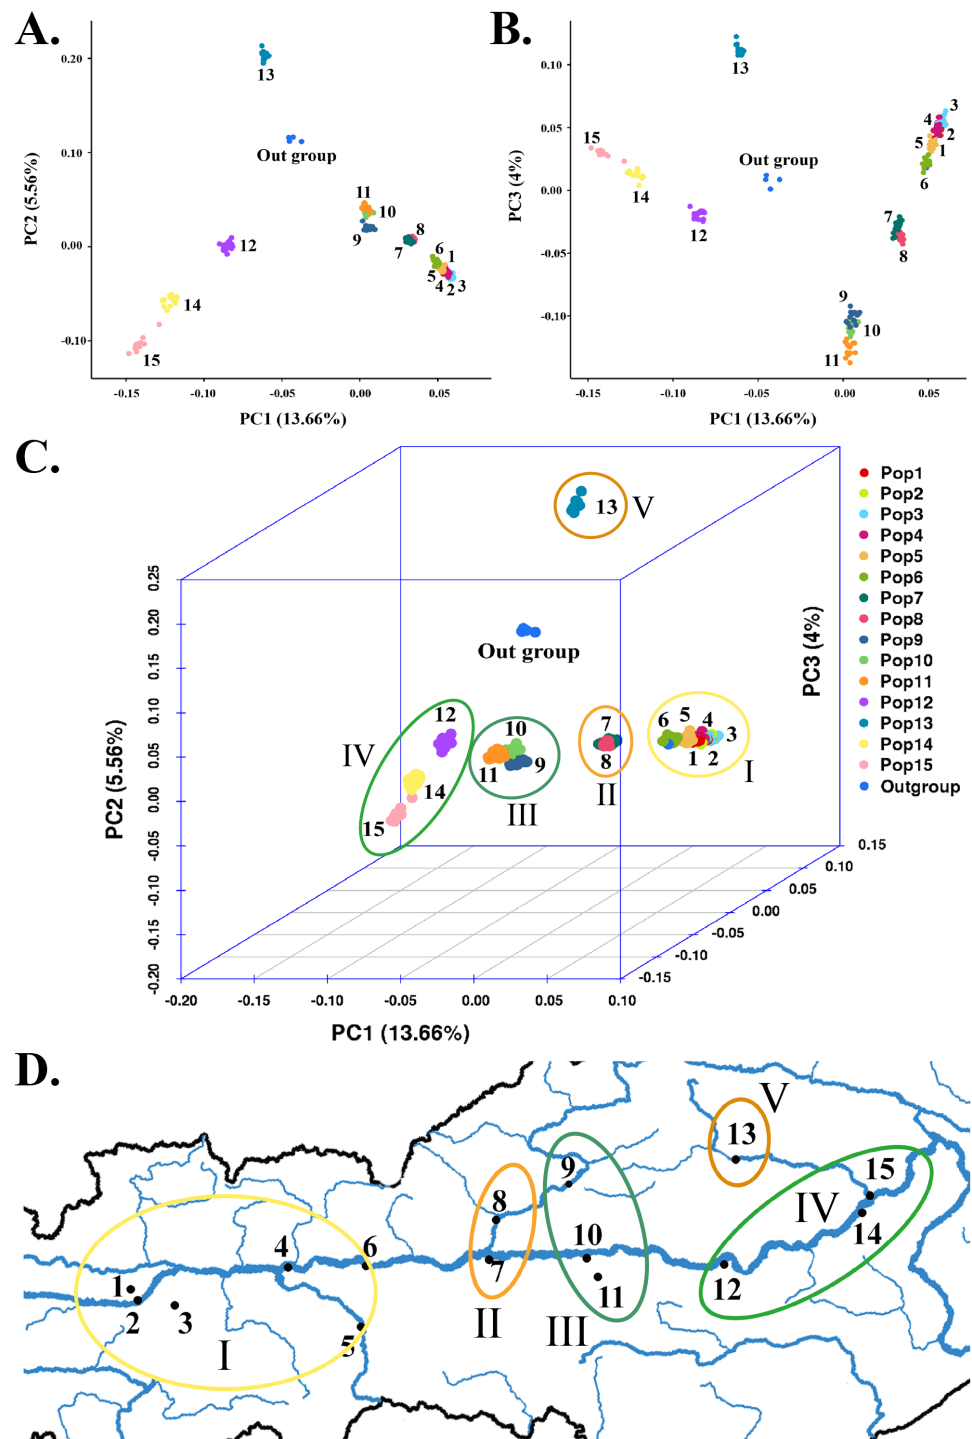 A.
0.20
0.10
0.00
-0.10
PC2 (5.56%)
13
Out group
11
10
9
8
7
12
6
1
5
4
2
3
14
15
-0.15
-0.10
-0.05
0.00
0.05
PC1 (13.66%)
B.
0.10
0.05
0.00
-0.05
-0.10
PC3 (4%)
13
3
4
2
5
1
6
15
Out group
14
12
7
8
9
10
11
-0.15
-0.10
-0.05
0.00
0.05
PC1 (13.66%)
C.
0.25
0.20
0.15
0.10
0.05
0.00
-0.05
-0.10
-0.15
-0.20
PC2 (5.56%)
13
V
Out group
12
IV
14
15
10
11
9
III
7
8
II
6
5
4
3
1
2
I
PC3 (4%)
0.15
0.10
0.05
0.00
-0.05
-0.10
-0.15
-0.20
-0.15
-0.10
-0.05
0.00
0.05
0.10
PC1 (13.66%)
Pop1
Pop2
Pop3
Pop4
Pop5
Pop6
Pop7
Pop8
Pop9
Pop10
Pop11
Pop12
Pop13
Pop14
Pop15
Outgroup
D.
V
13
9
15
8
IV
10
14
4
6
7
1
12
11
2
3
II
III
5
I